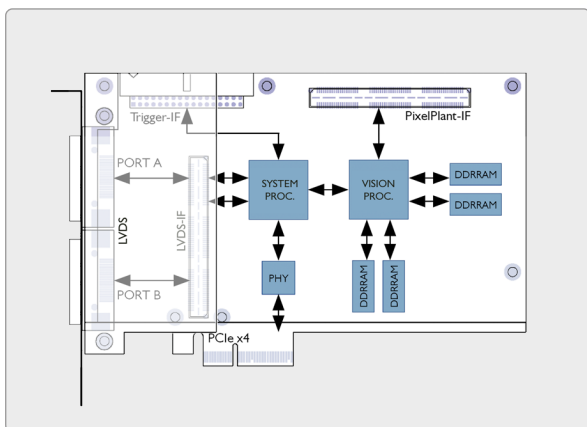 Trigger-IF
PixelPlant-IF
PORT A
LVDS
LVDS-IF
SYSTEM
PROC.
VISION
PROC.
DDRRAM
DDRRAM
PHY
DDRRAM
DDRRAM
PORT B
PCIe x4